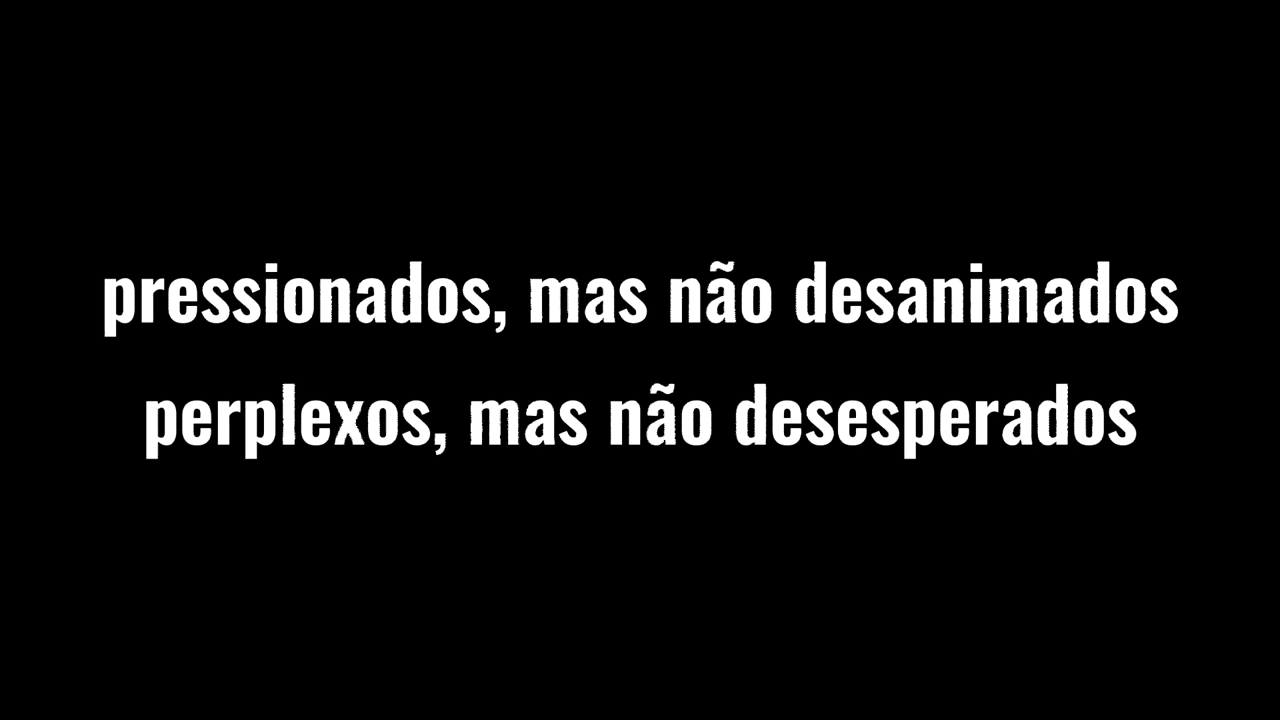 pressionados, mas não desanimados
perplexos, mas não desesperados